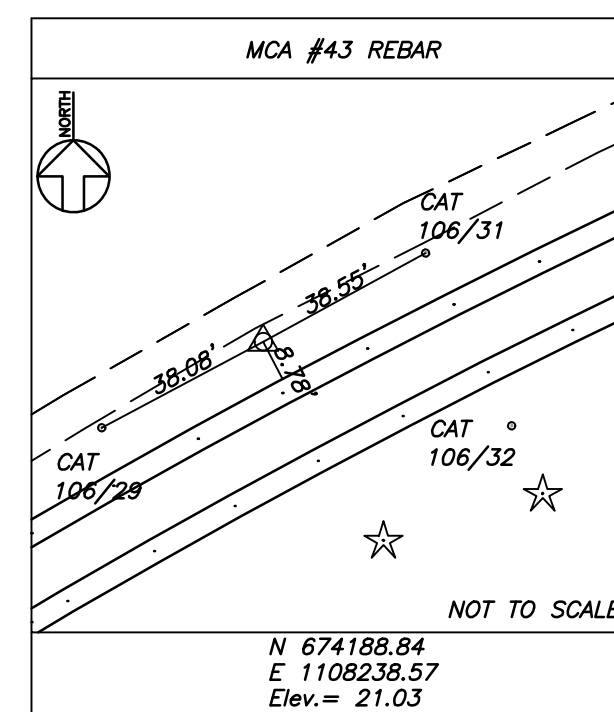 MCA #43 REBAR
NORTH
CAT
106/31
38.55'
38.08'
8.78'
CAT
106/29
CAT
106/32
NOT TO SCALE
N 674188.84
E 1108238.57
Elev.= 21.03